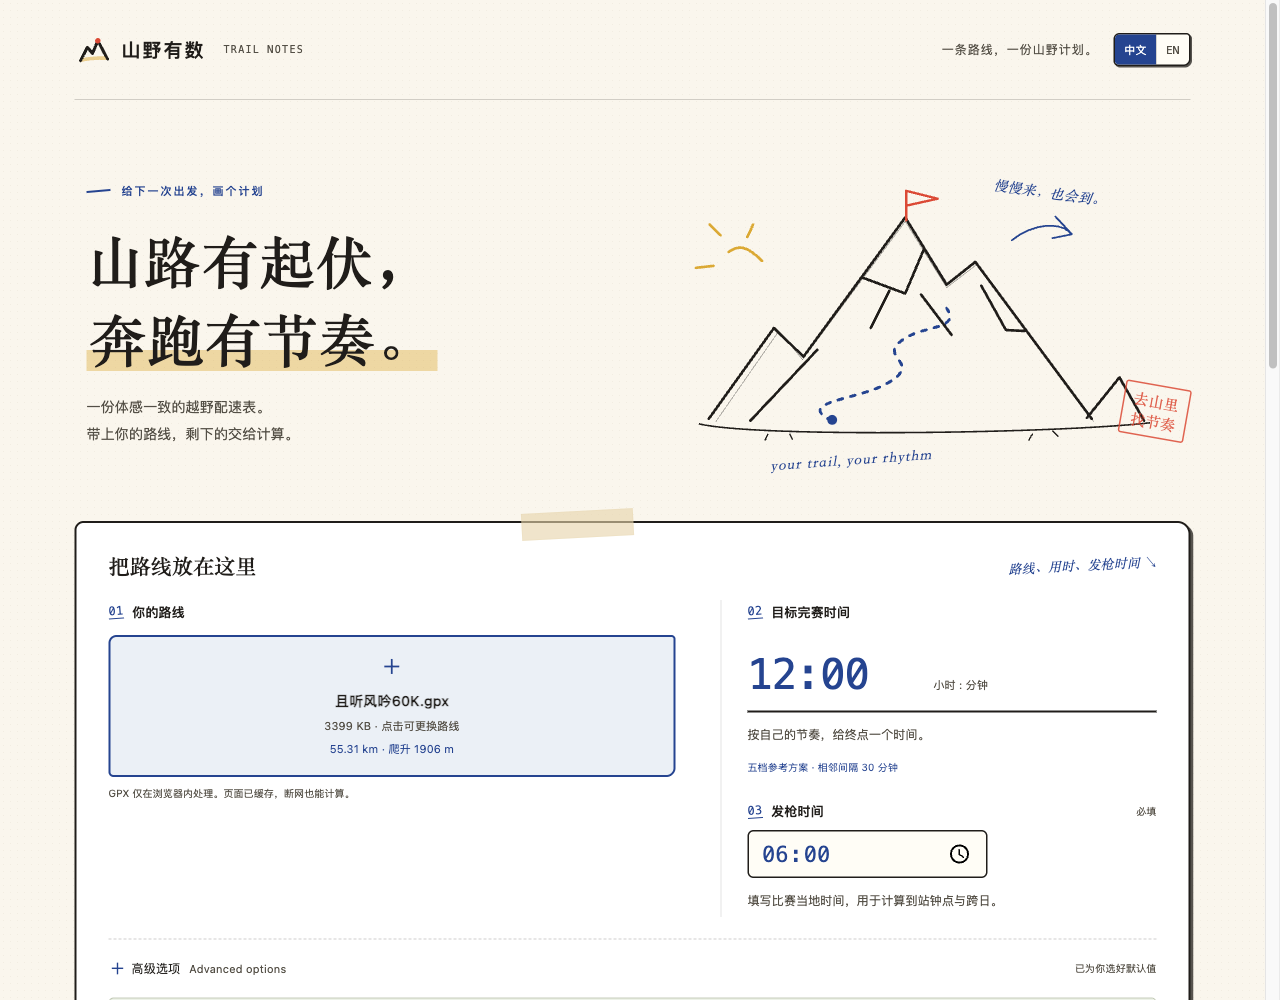 山野有数 TRAIL NOTES
一条路线，一份山野计划。
中文 EN
给下一次出发，画个计划
山路有起伏，
奔跑有节奏。
一份体感一致的越野配速表。
带上你的路线，剩下的交给计算。
慢慢来，也会到。
去山里
找节奏
your trail, your rhythm
把路线放在这里
路线、用时、发枪时间 ↘
01 你的路线
+
且听风吟60K.gpx
3399 KB · 点击可更换路线
55.31 km · 爬升 1906 m
GPX 仅在浏览器内处理。页面已缓存，断网也能计算。
02 目标完赛时间
12:00 小时 : 分钟
按自己的节奏，给终点一个时间。
五档参考方案 · 相邻间隔 30 分钟
03 发枪时间 必填
06:00
填写比赛当地时间，用于计算到站钟点与跨日。
+ 高级选项 Advanced options
已为你选好默认值